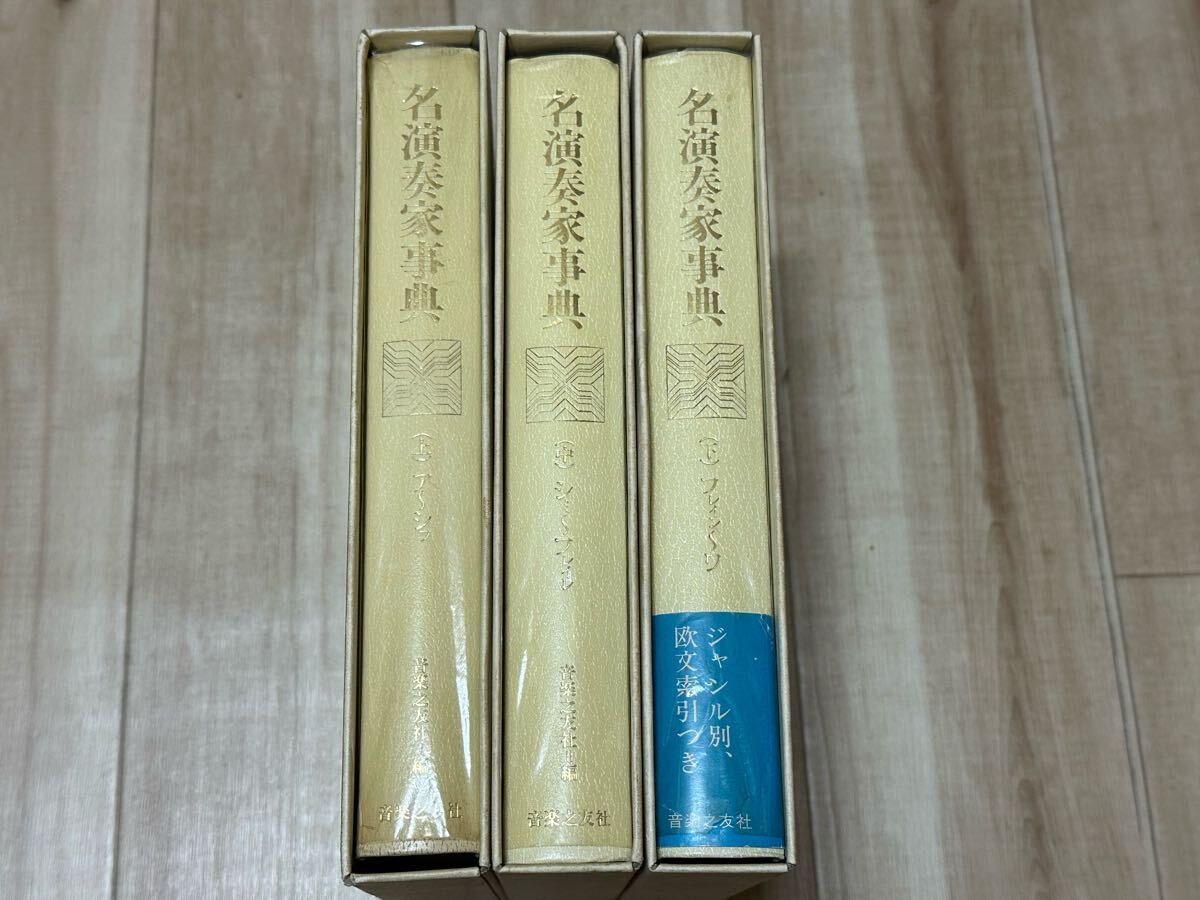 名演奏家事典
(上)ア〜シュ
音楽之友社 編
音楽之友社
名演奏家事典
(中)
音楽之友社 編
音楽之友社
名演奏家事典
(下)フレイシ〜ワ
ジャンル別、
欧文索引つき
音楽之友社